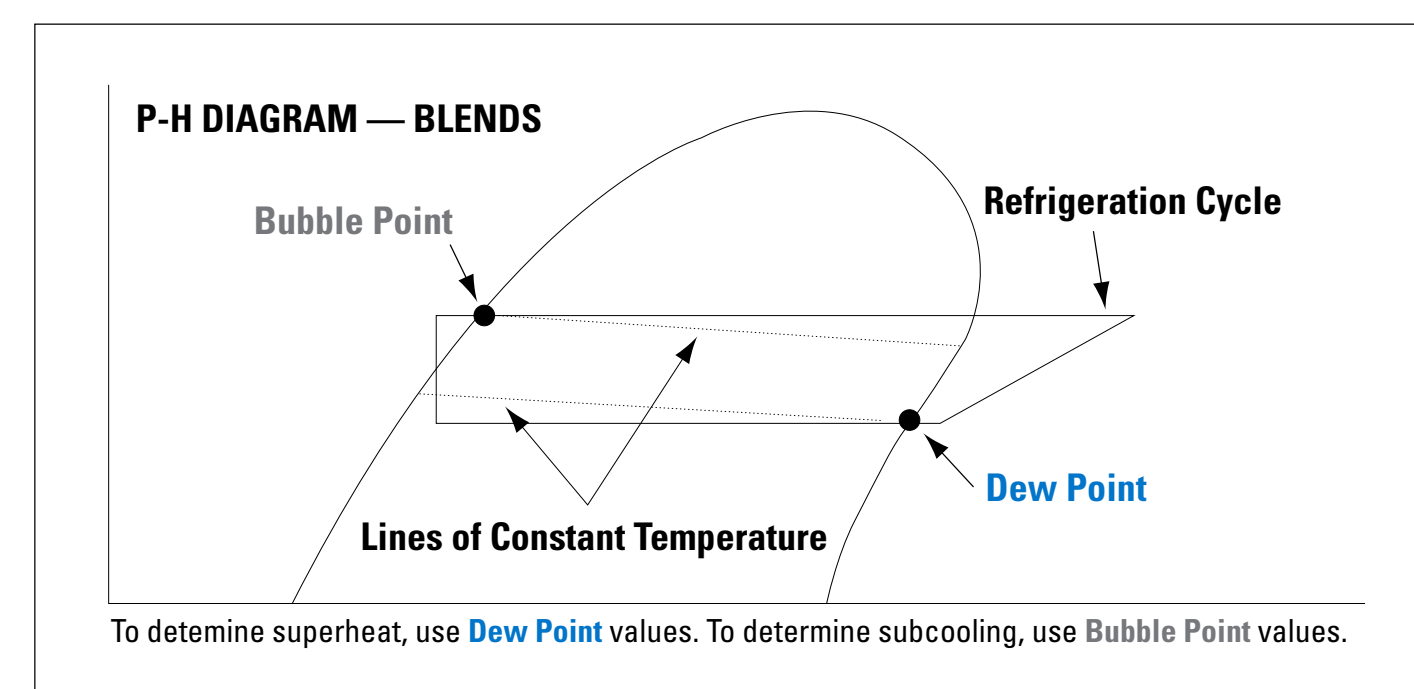 P-H DIAGRAM — BLENDS
Bubble Point
Refrigeration Cycle
Dew Point
Lines of Constant Temperature
To detemine superheat, use Dew Point values. To determine subcooling, use Bubble Point values.